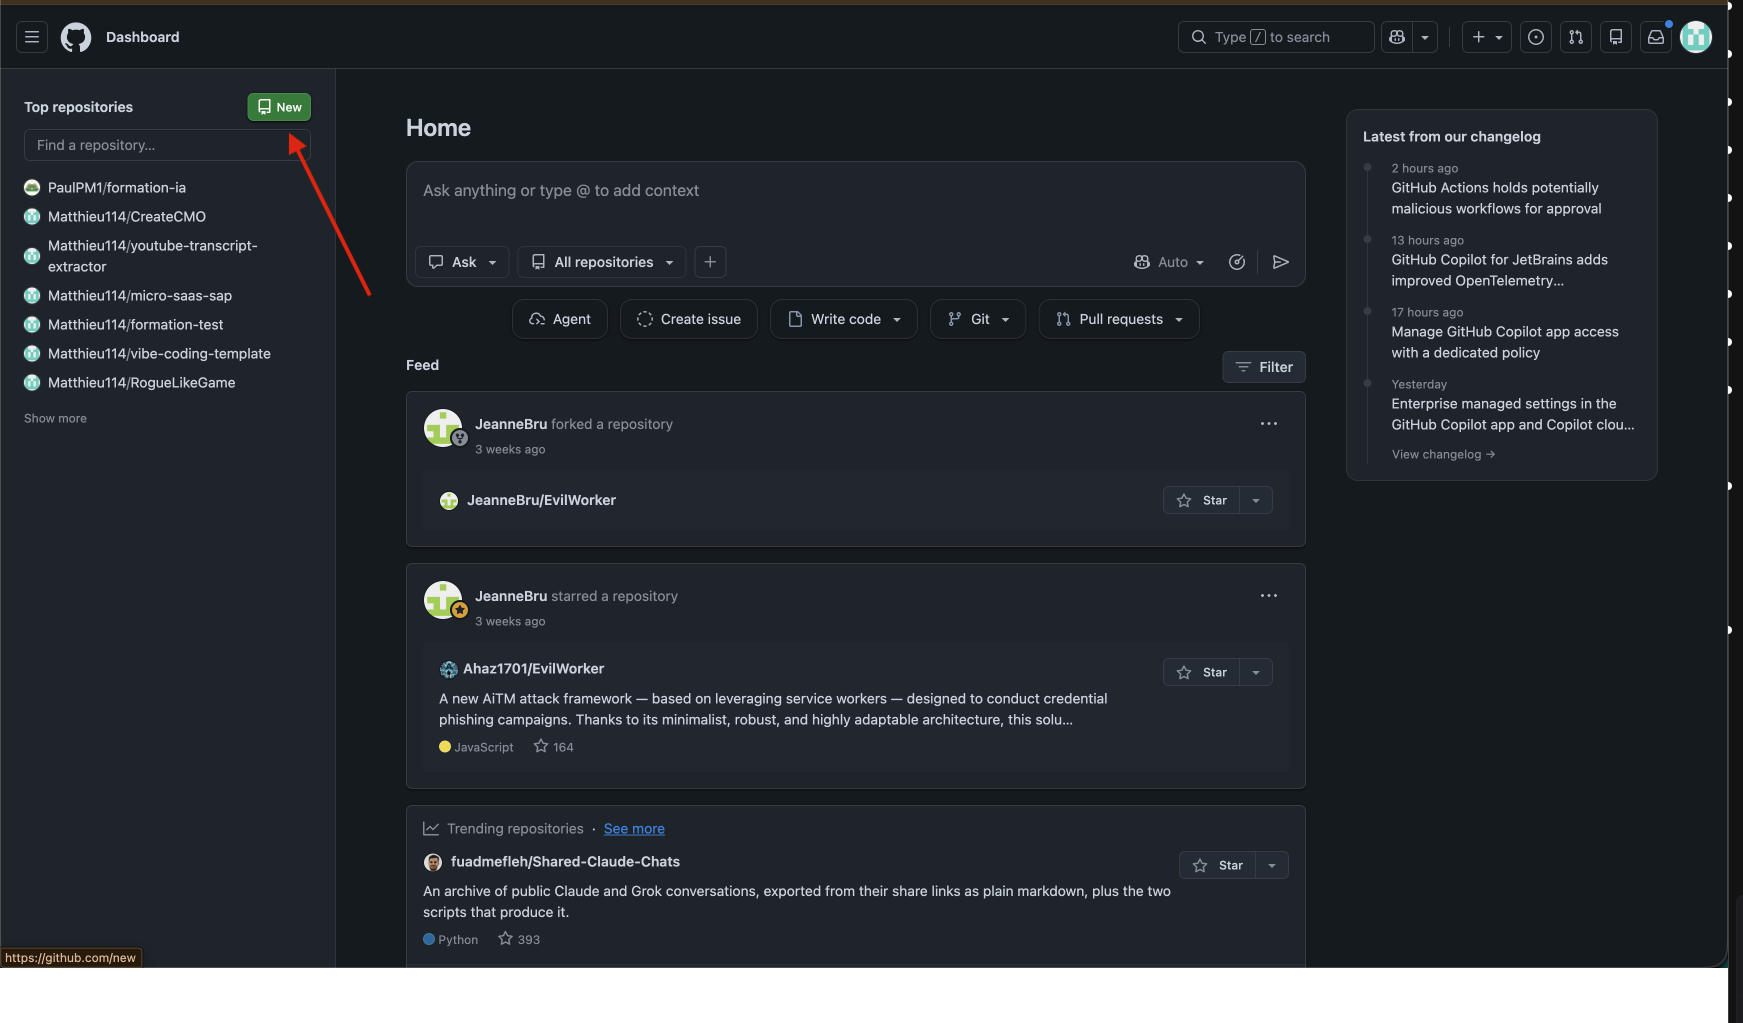 Dashboard
Type / to search
Top repositories
New
Find a repository...
PaulPM1/formation-ia
Matthieu114/CreateCMO
Matthieu114/youtube-transcript-
extractor
Matthieu114/micro-saas-sap
Matthieu114/formation-test
Matthieu114/vibe-coding-template
Matthieu114/RogueLikeGame
Show more
Home
Ask anything or type @ to add context
Ask
All repositories
Auto
Agent
Create issue
Write code
Git
Pull requests
Feed
Filter
JeanneBru forked a repository
3 weeks ago
JeanneBru/EvilWorker
Star
JeanneBru starred a repository
3 weeks ago
Ahaz1701/EvilWorker
Star
A new AiTM attack framework — based on leveraging service workers — designed to conduct credential
phishing campaigns. Thanks to its minimalist, robust, and highly adaptable architecture, this solu...
JavaScript
164
Trending repositories · See more
fuadmefleh/Shared-Claude-Chats
Star
An archive of public Claude and Grok conversations, exported from their share links as plain markdown, plus the two
scripts that produce it.
Python
393
Latest from our changelog
2 hours ago
GitHub Actions holds potentially
malicious workflows for approval
13 hours ago
GitHub Copilot for JetBrains adds
improved OpenTelemetry...
17 hours ago
Manage GitHub Copilot app access
with a dedicated policy
Yesterday
Enterprise managed settings in the
GitHub Copilot app and Copilot clou...
View changelog →
https://github.com/new